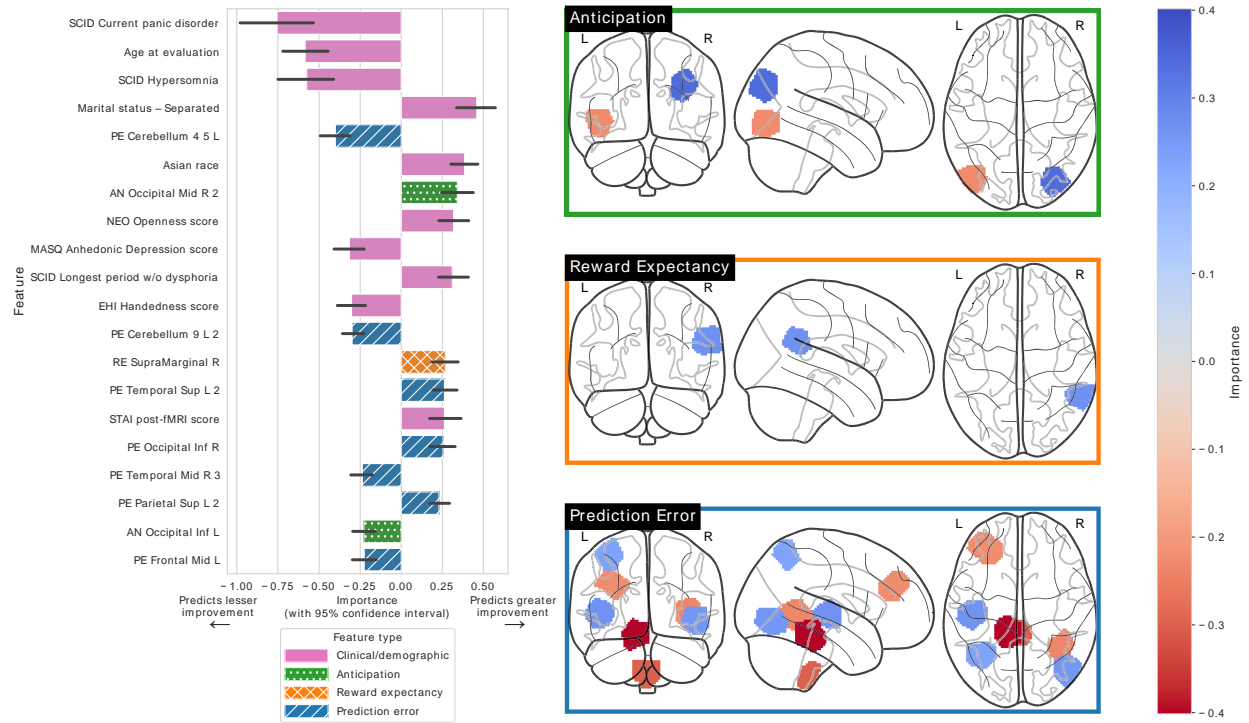 Feature
SCID Current panic disorder
Age at evaluation
SCID Hypersomnia
Marital status – Separated
PE Cerebellum 4 5 L
Asian race
AN Occipital Mid R 2
NEO Openness score
MASQ Anhedonic Depression score
SCID Longest period w/o dysphoria
EHI Handedness score
PE Cerebellum 9 L 2
RE SupraMarginal R
PE Temporal Sup L 2
STAI post-fMRI score
PE Occipital Inf R
PE Temporal Mid R 3
PE Parietal Sup L 2
AN Occipital Inf L
PE Frontal Mid L
−1.00 −0.75 −0.50 −0.25 0.00 0.25 0.50
Predicts lesser
improvement
←
Importance
(with 95% confidence interval)
Predicts greater
improvement
→
Feature type
Clinical/demographic
Anticipation
Reward expectancy
Prediction error
Anticipation
L R
R
L
Reward Expectancy
L R
R
L
Prediction Error
L R
L R
0.4
0.3
0.2
0.1
0.0
−0.1
−0.2
−0.3
−0.4
Importance